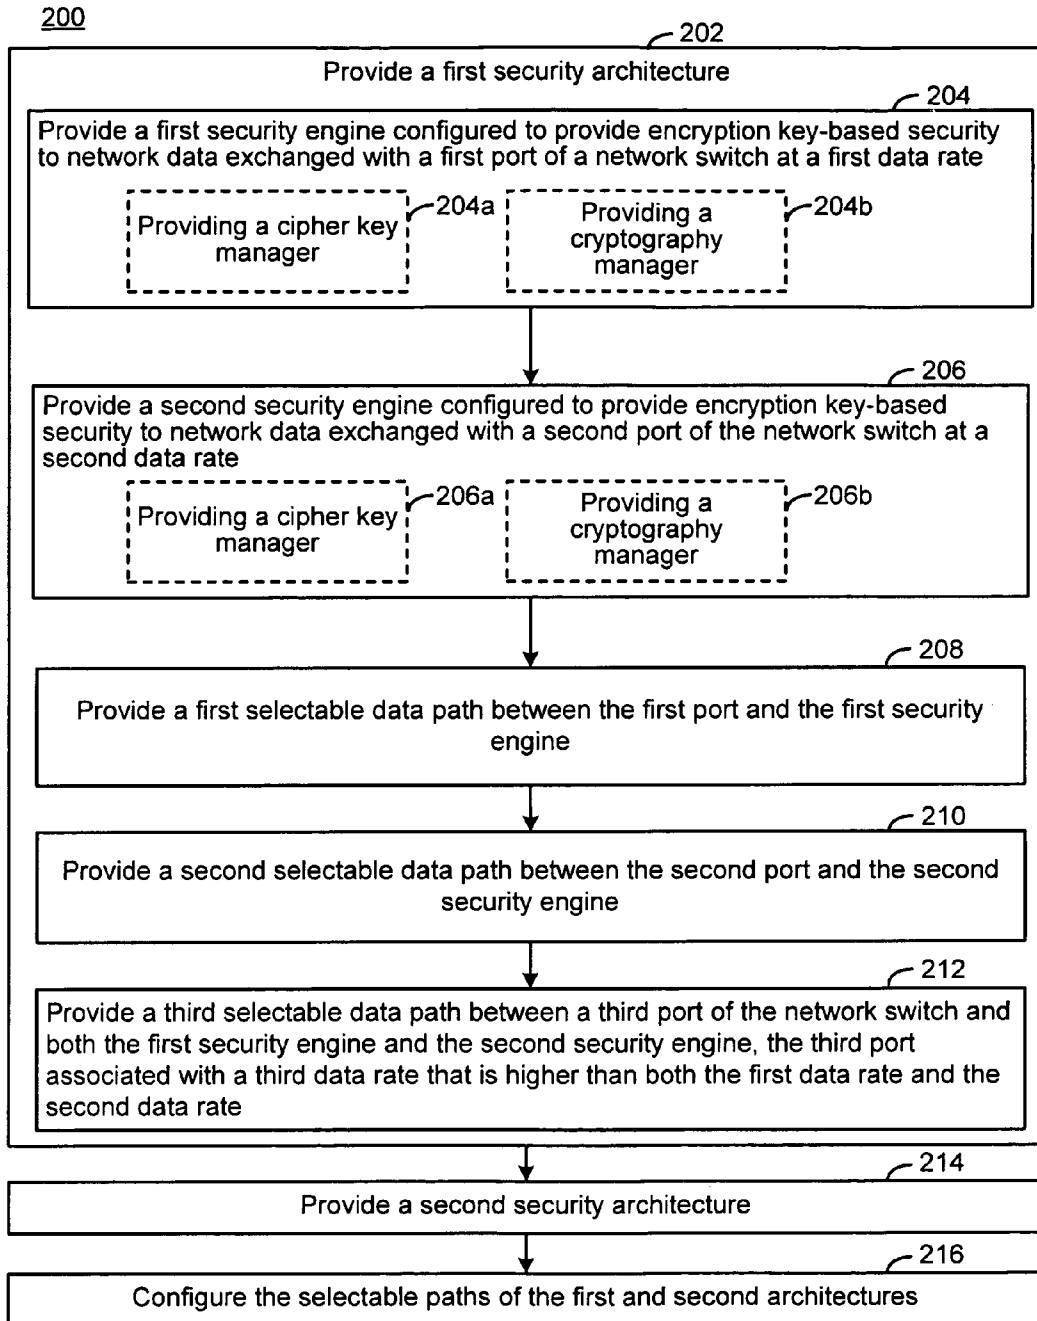 200
202
Provide a first security architecture
204
Provide a first security engine configured to provide encryption key-based security
to network data exchanged with a first port of a network switch at a first data rate
204a
Providing a cipher key
manager
204b
Providing a
cryptography
manager
206
Provide a second security engine configured to provide encryption key-based
security to network data exchanged with a second port of the network switch at a
second data rate
206a
Providing a cipher key
manager
206b
Providing a
cryptography
manager
208
Provide a first selectable data path between the first port and the first security
engine
210
Provide a second selectable data path between the second port and the second
security engine
212
Provide a third selectable data path between a third port of the network switch and
both the first security engine and the second security engine, the third port
associated with a third data rate that is higher than both the first data rate and the
second data rate
214
Provide a second security architecture
216
Configure the selectable paths of the first and second architectures